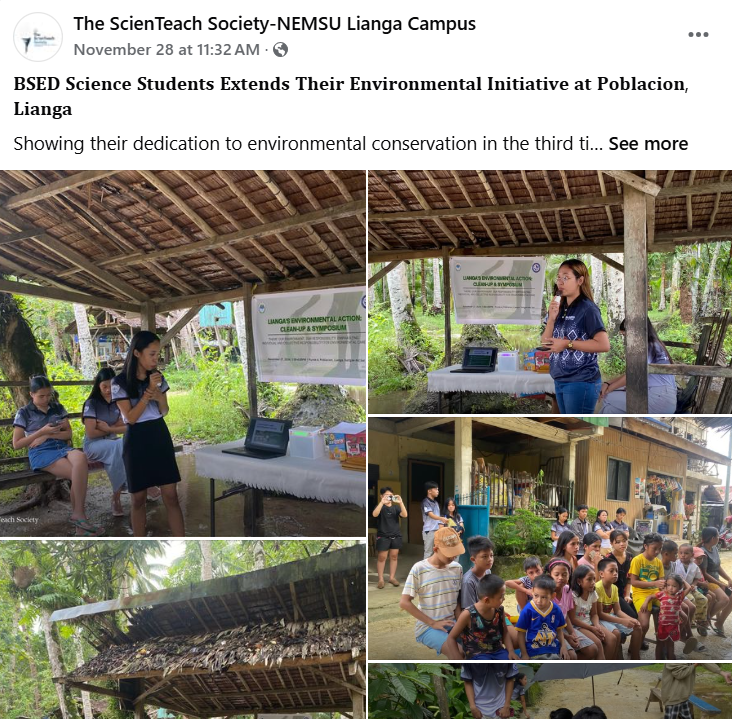 The ScienTeach Society-NEMSU Lianga Campus
November 28 at 11:32 AM
BSED Science Students Extends Their Environmental Initiative at Poblacion,
Lianga
Showing their dedication to environmental conservation in the third ti... See more
LIANGA'S ENVIRONMENTAL ACTION:
CLEAN-UP & SYMPOSIUM
LIANGA'S ENVIRONMENTAL ACTION:
CLEAN-UP & SYMPOSIUM
Teach Society